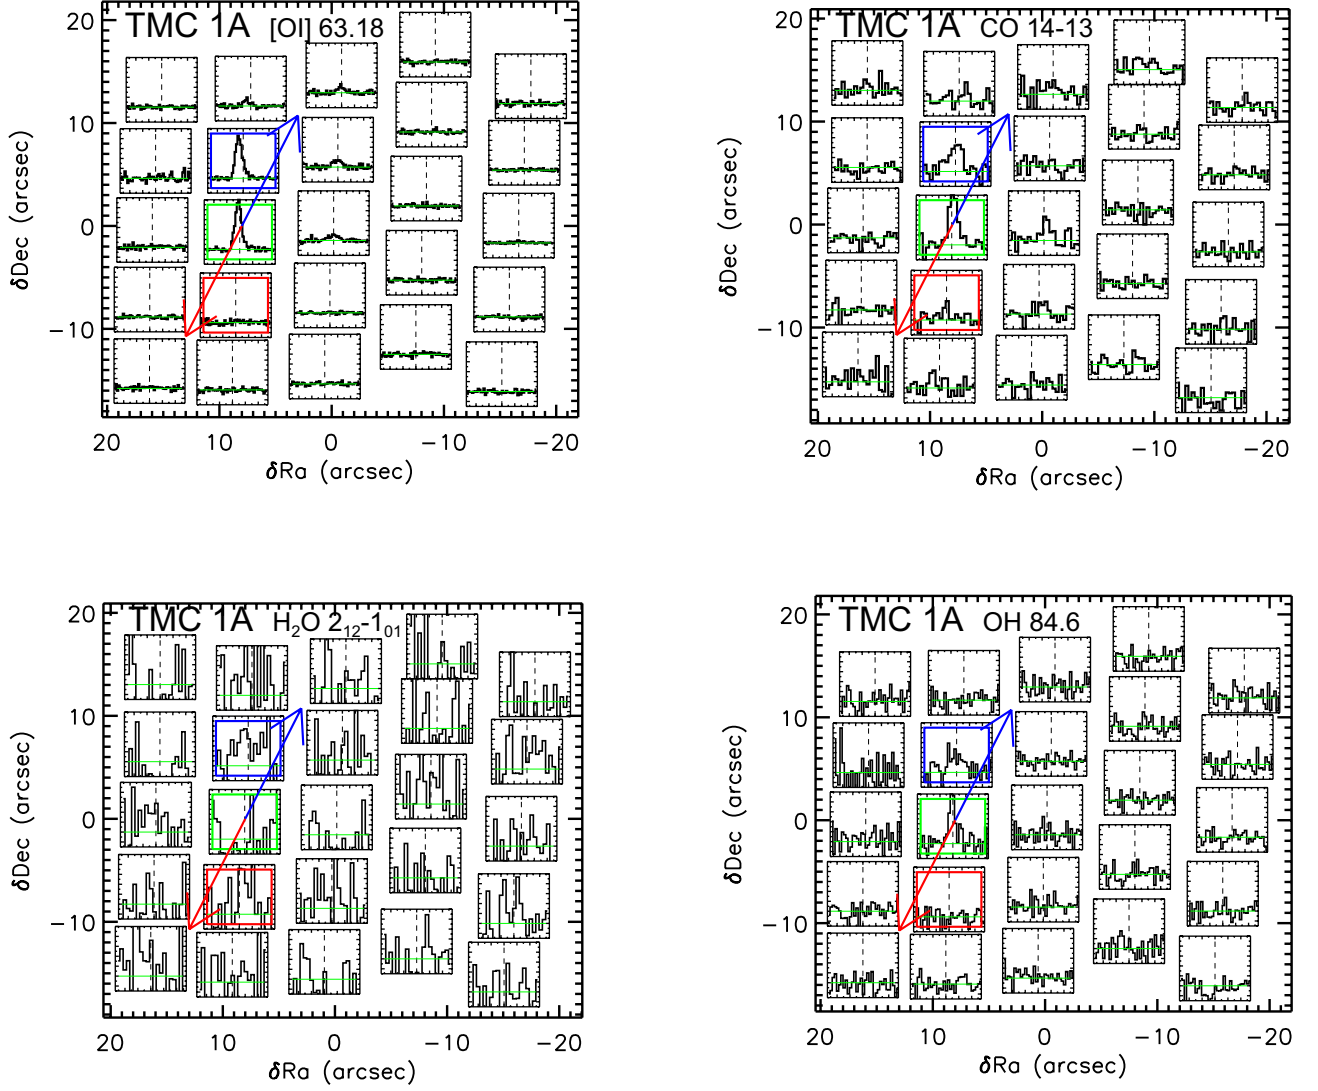 TMC 1A [OI] 63.18
20
10
0
−10
δDec (arcsec)
20 10 0 −10 −20
δRa (arcsec)
TMC 1A CO 14-13
20
10
0
−10
δDec (arcsec)
20 10 0 −10 −20
δRa (arcsec)
TMC 1A H₂O 2₁₂-1₀₁
20
10
0
−10
δDec (arcsec)
20 10 0 −10 −20
δRa (arcsec)
TMC 1A OH 84.6
20
10
0
−10
δDec (arcsec)
20 10 0 −10 −20
δRa (arcsec)